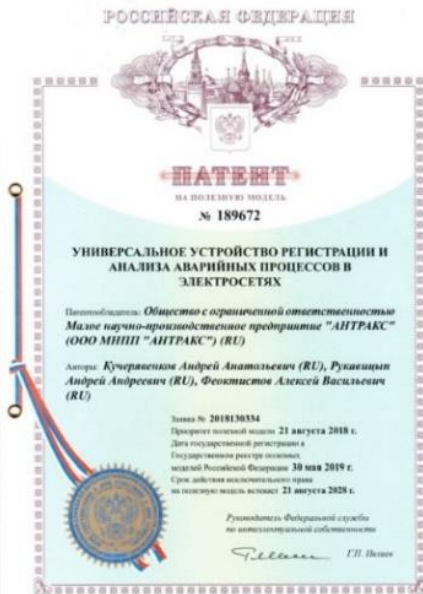 РОССИЙСКАЯ ФЕДЕРАЦИЯ
ПАТЕНТ
НА ПОЛЕЗНУЮ МОДЕЛЬ
№ 189672
УНИВЕРСАЛЬНОЕ УСТРОЙСТВО РЕГИСТРАЦИИ И
АНАЛИЗА АВАРИЙНЫХ ПРОЦЕССОВ В
ЭЛЕКТРОСЕТЯХ
Патентообладатель: Общество с ограниченной ответственностью
Малое научно-производственное предприятие "АНТРАКС"
(ООО МНПП "АНТРАКС") (RU)
Авторы: Кучерявенков Андрей Анатольевич (RU), Рукавицын
Андрей Андреевич (RU), Феоктистов Алексей Васильевич
(RU)
Заявка № 2018130334
Приоритет полезной модели 21 августа 2018 г.
Дата государственной регистрации в
Государственном реестре полезных
моделей Российской Федерации 30 мая 2019 г.
Срок действия исключительного права
на полезную модель истекает 21 августа 2028 г.
Руководитель Федеральной службы
по интеллектуальной собственности
Г.П. Ивлиев